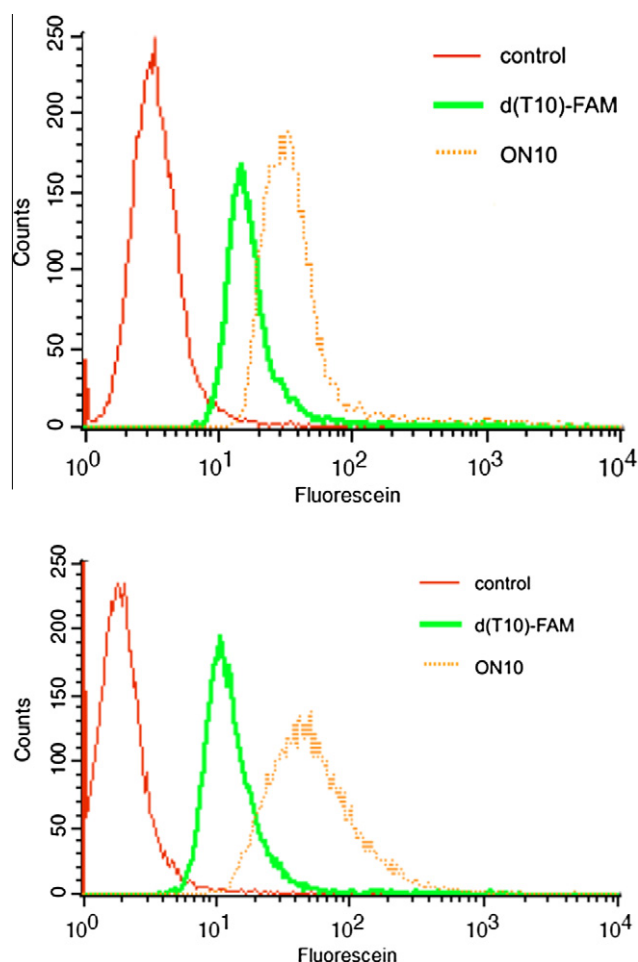 250
200
150
100
50
0
Counts
control
d(T10)-FAM
ON10
10⁰ 10¹ 10² 10³ 10⁴
Fluorescein
250
200
150
100
50
0
Counts
control
d(T10)-FAM
ON10
10⁰ 10¹ 10² 10³ 10⁴
Fluorescein